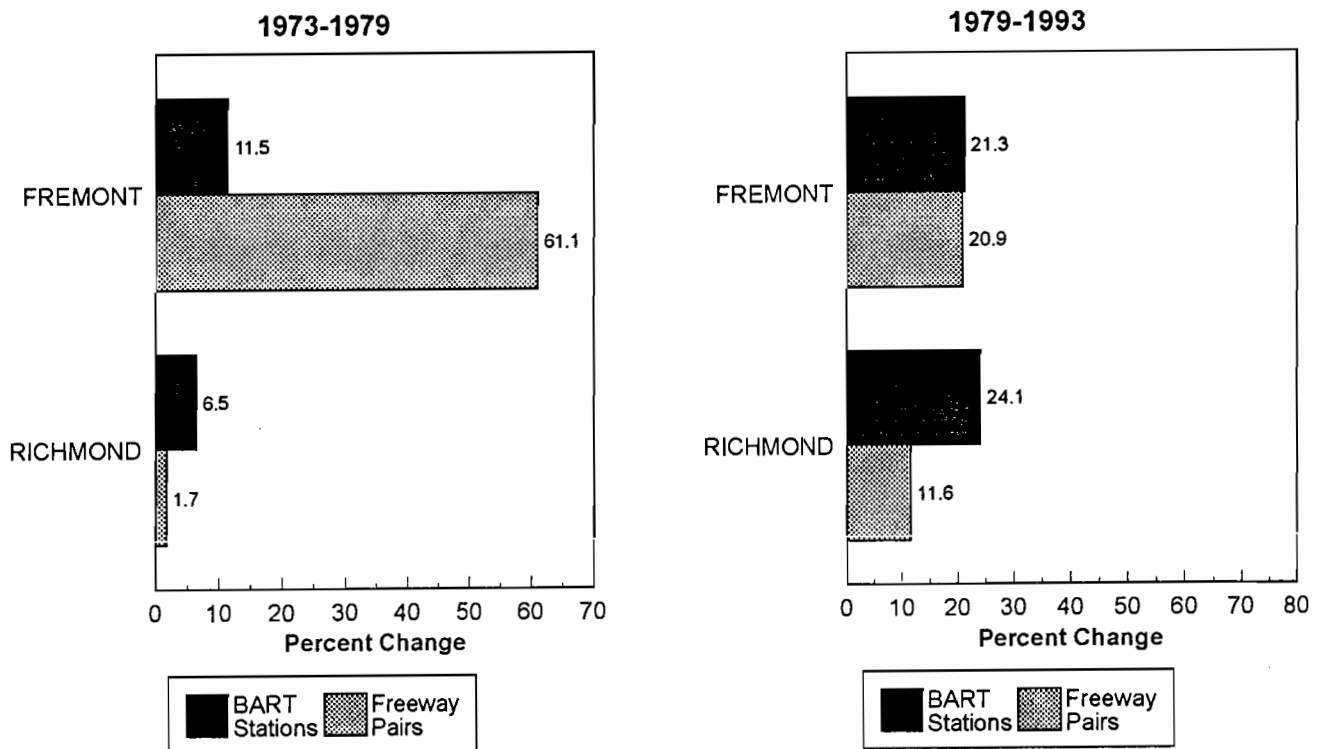 1973-1979
FREMONT
11.5
61.1
RICHMOND
6.5
1.7
0 10 20 30 40 50 60 70
Percent Change
BART Stations
Freeway Pairs
1979-1993
FREMONT
21.3
20.9
RICHMOND
24.1
11.6
0 10 20 30 40 50 60 70 80
Percent Change
BART Stations
Freeway Pairs